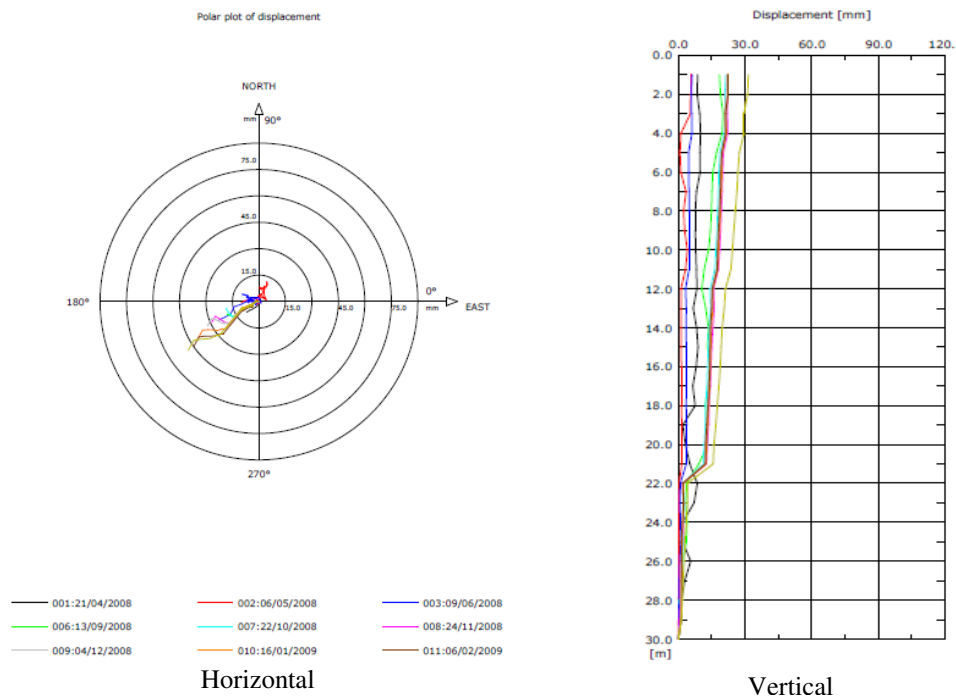 Polar plot of displacement
NORTH
mm 90°
75.0
45.0
15.0
180°
0°
15.0 45.0 75.0 mm EAST
270°
001:21/04/2008 002:06/05/2008 003:09/06/2008
006:13/09/2008 007:22/10/2008 008:24/11/2008
009:04/12/2008 010:16/01/2009 011:06/02/2009
Horizontal
Displacement [mm]
0.0 30.0 60.0 90.0 120.
0.0
2.0
4.0
6.0
8.0
10.0
12.0
14.0
16.0
18.0
20.0
22.0
24.0
26.0
28.0
30.0
[m]
Vertical